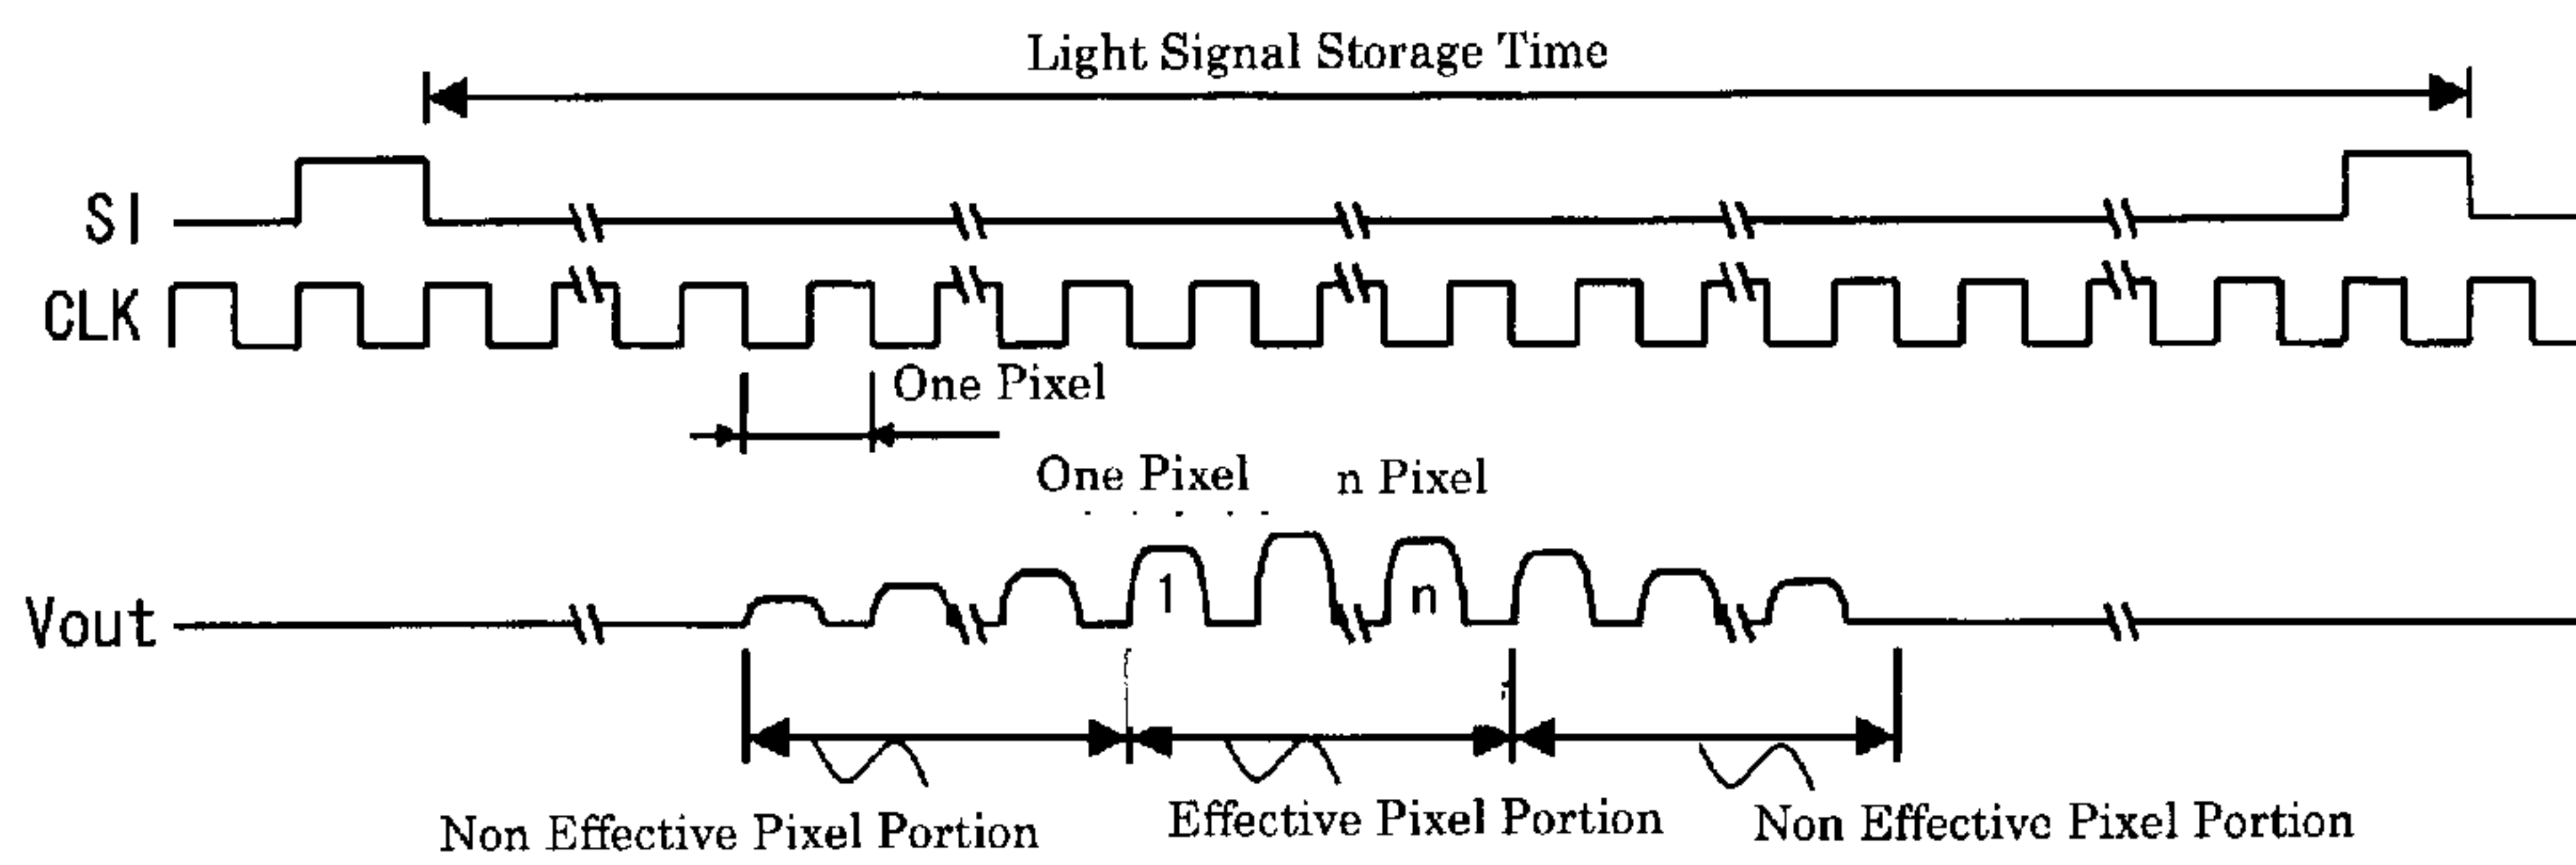 Light Signal Storage Time
SI
CLK
One Pixel
One Pixel n Pixel
1 n
Vout
Non Effective Pixel Portion Effective Pixel Portion Non Effective Pixel Portion